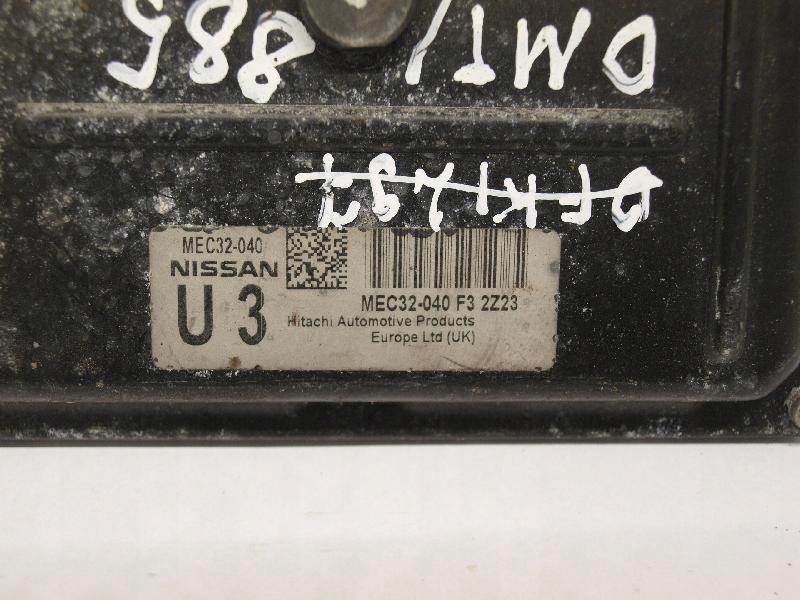 DMT/ 885
MEC32-040
NISSAN
U 3
MEC32-040 F3 2Z23
Hitachi Automotive Products
Europe Ltd (UK)